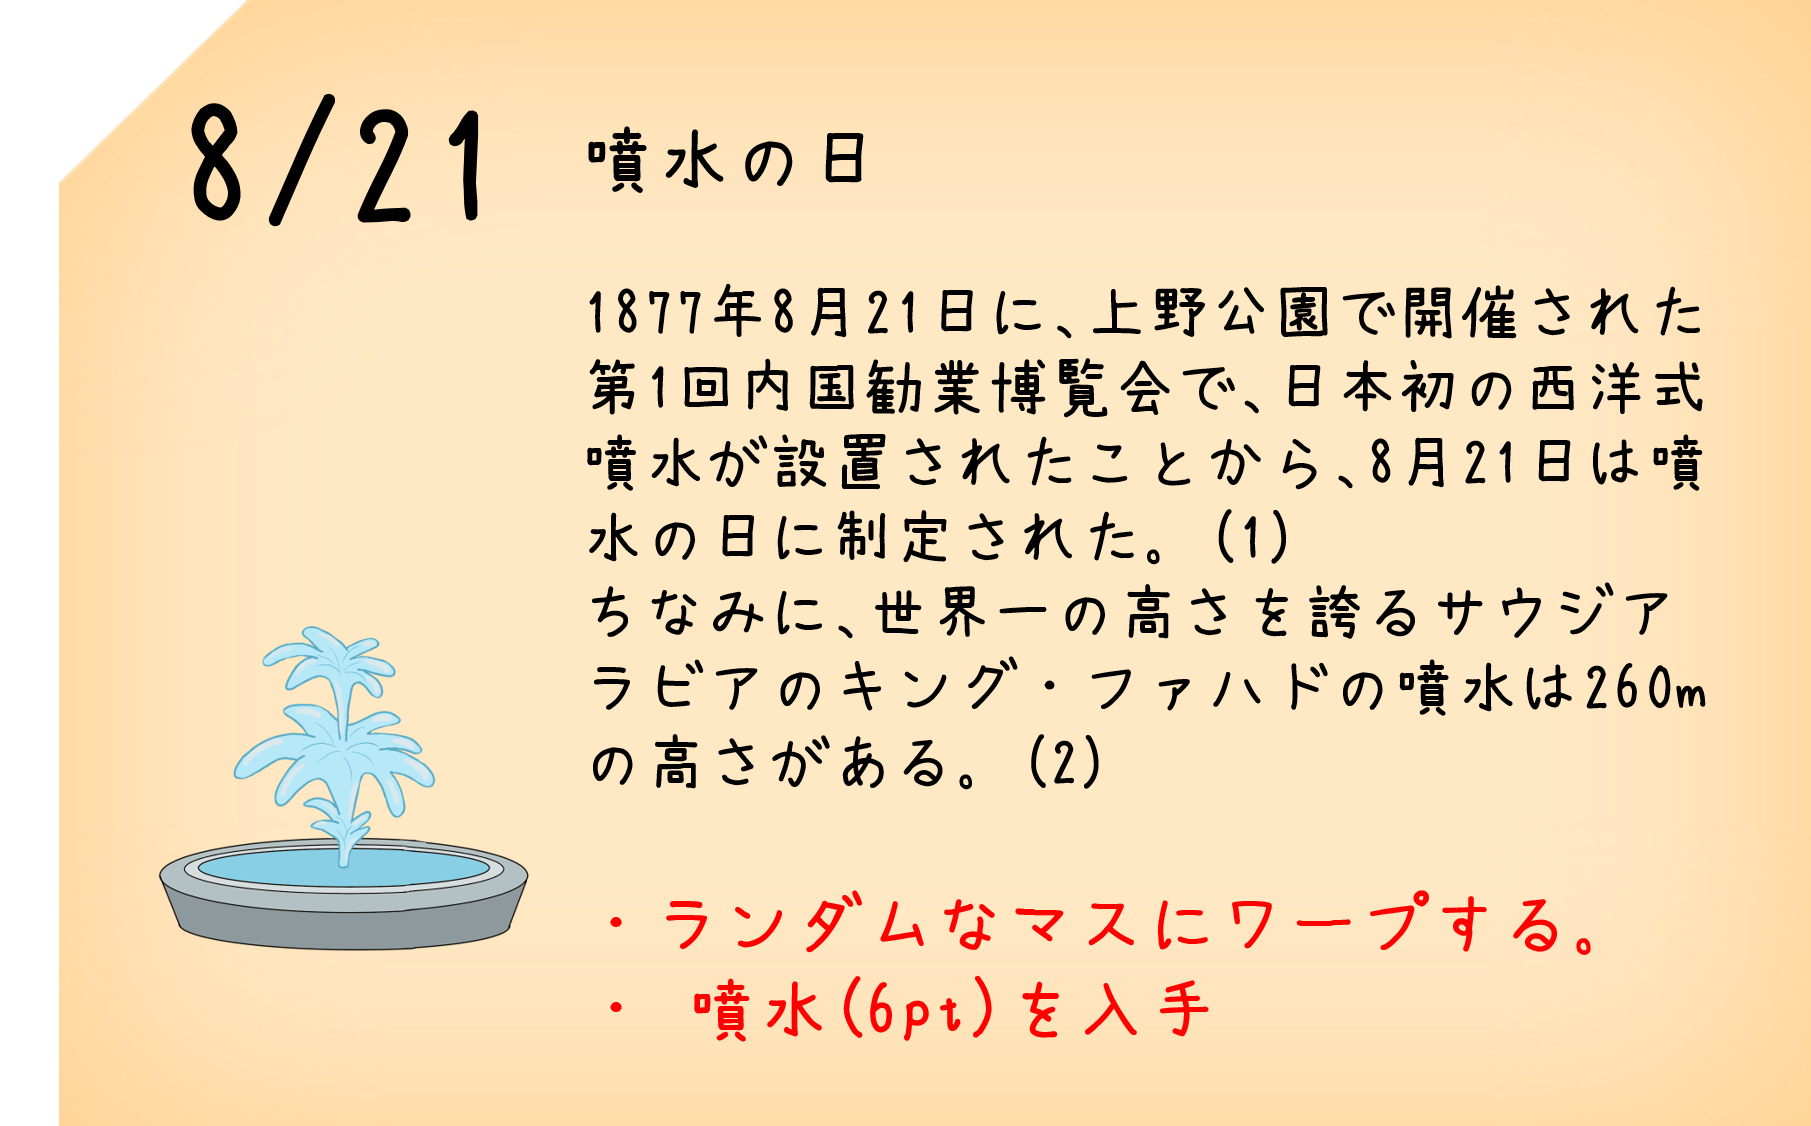 8/21 噴水の日
1877年8月21日に、上野公園で開催された
第1回内国勧業博覧会で、日本初の西洋式
噴水が設置されたことから、8月21日は噴
水の日に制定された。(1)
ちなみに、世界一の高さを誇るサウジア
ラビアのキング・ファハドの噴水は260m
の高さがある。(2)
・ランダムなマスにワープする。
・ 噴水(6pt)を入手